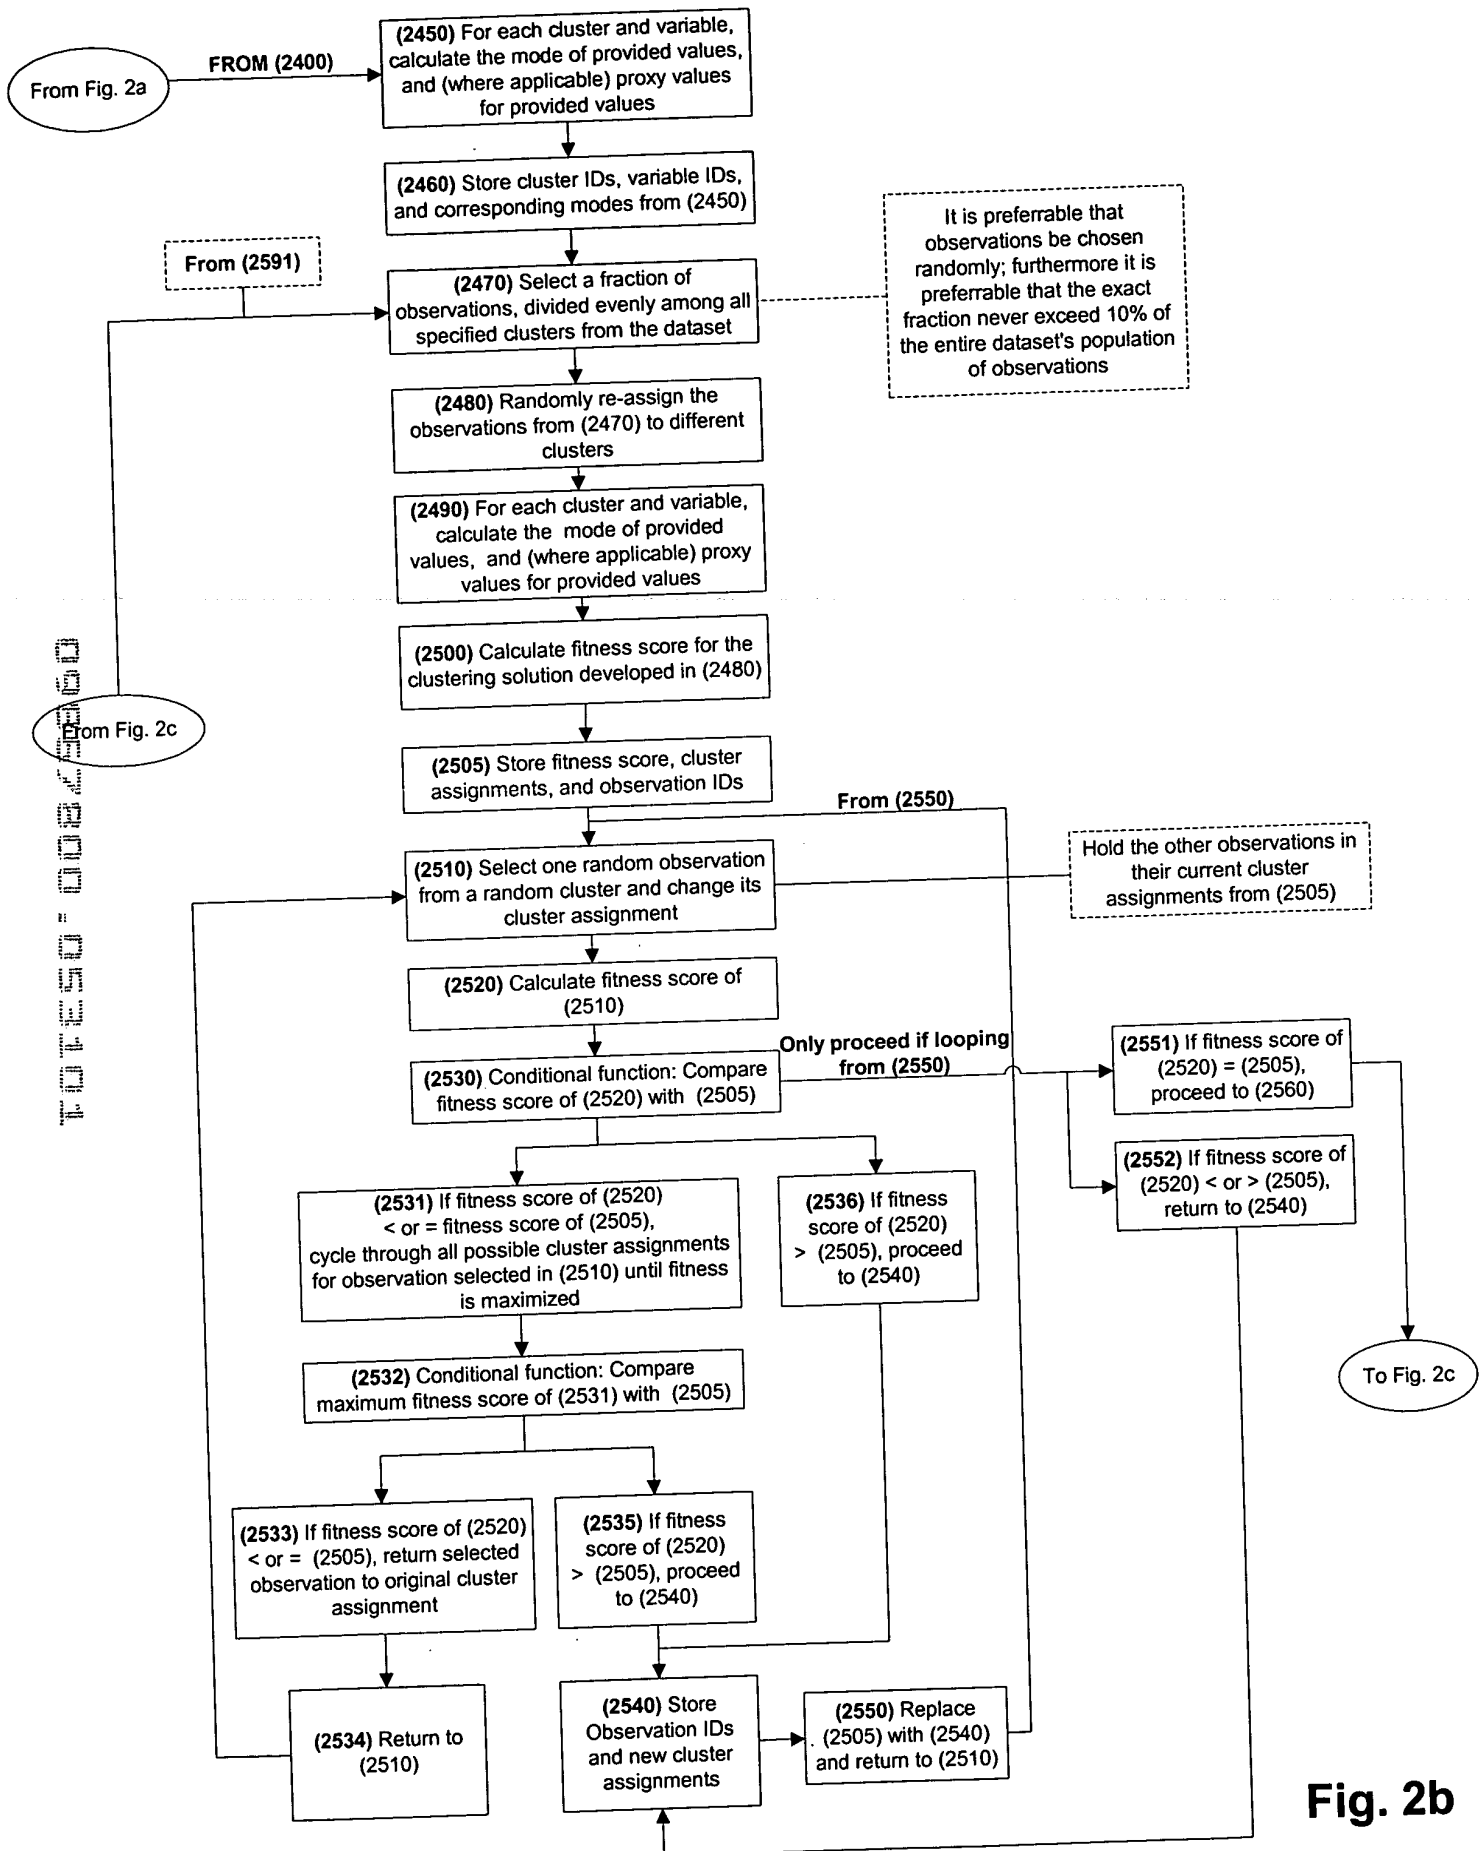 (2450) For each cluster and variable,
calculate the mode of provided values,
and (where applicable) proxy values
for provided values
FROM (2400)
From Fig. 2a
(2460) Store cluster IDs, variable IDs,
and corresponding modes from (2450)
It is preferrable that
observations be chosen
randomly; furthermore it is
preferrable that the exact
fraction never exceed 10% of
the entire dataset's population
of observations
From (2591)
(2470) Select a fraction of
observations, divided evenly among all
specified clusters from the dataset
(2480) Randomly re-assign the
observations from (2470) to different
clusters
(2490) For each cluster and variable,
calculate the mode of provided
values, and (where applicable) proxy
values for provided values
(2500) Calculate fitness score for the
clustering solution developed in (2480)
From Fig. 2c
(2505) Store fitness score, cluster
assignments, and observation IDs
From (2550)
(2510) Select one random observation
from a random cluster and change its
cluster assignment
Hold the other observations in
their current cluster
assignments from (2505)
(2520) Calculate fitness score of
(2510)
Only proceed if looping
from (2550)
(2530) Conditional function: Compare
fitness score of (2520) with (2505)
(2551) If fitness score of
(2520) = (2505),
proceed to (2560)
(2552) If fitness score of
(2520) < or > (2505),
return to (2540)
(2531) If fitness score of (2520)
< or = fitness score of (2505),
cycle through all possible cluster assignments
for observation selected in (2510) until fitness
is maximized
(2536) If fitness
score of (2520)
> (2505), proceed
to (2540)
(2532) Conditional function: Compare
maximum fitness score of (2531) with (2505)
To Fig. 2c
(2533) If fitness score of (2520)
< or = (2505), return selected
observation to original cluster
assignment
(2535) If fitness
score of (2520)
> (2505), proceed
to (2540)
(2534) Return to
(2510)
(2540) Store
Observation IDs
and new cluster
assignments
(2550) Replace
(2505) with (2540)
and return to (2510)
Fig. 2b